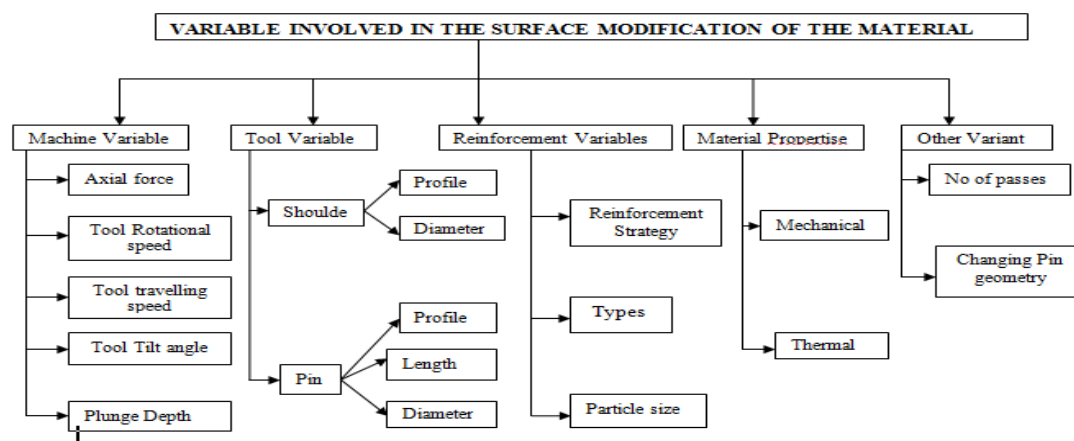 VARIABLE INVOLVED IN THE SURFACE MODIFICATION OF THE MATERIAL
Machine Variable
Axial force
Tool Rotational
speed
Tool travelling
speed
Tool Tilt angle
Plunge Depth
Tool Variable
Shoulde
Profile
Diameter
Pin
Profile
Length
Diameter
Reinforcement Variables
Reinforcement
Strategy
Types
Particle size
Material Propertise
Mechanical
Thermal
Other Variant
No of passes
Changing Pin
geometry